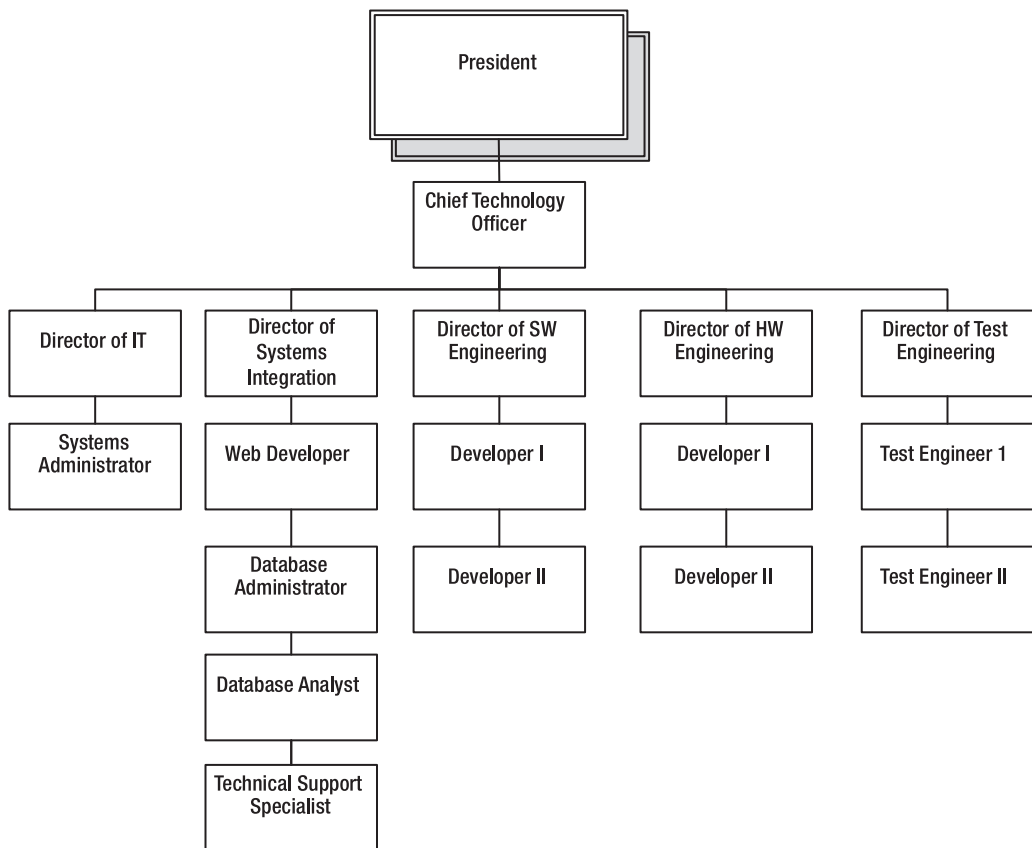 President
Chief Technology
Officer
Director of IT
Director of
Systems
Integration
Director of SW
Engineering
Director of HW
Engineering
Director of Test
Engineering
Systems
Administrator
Web Developer
Developer I
Developer I
Test Engineer 1
Database
Administrator
Developer II
Developer II
Test Engineer II
Database Analyst
Technical Support
Specialist